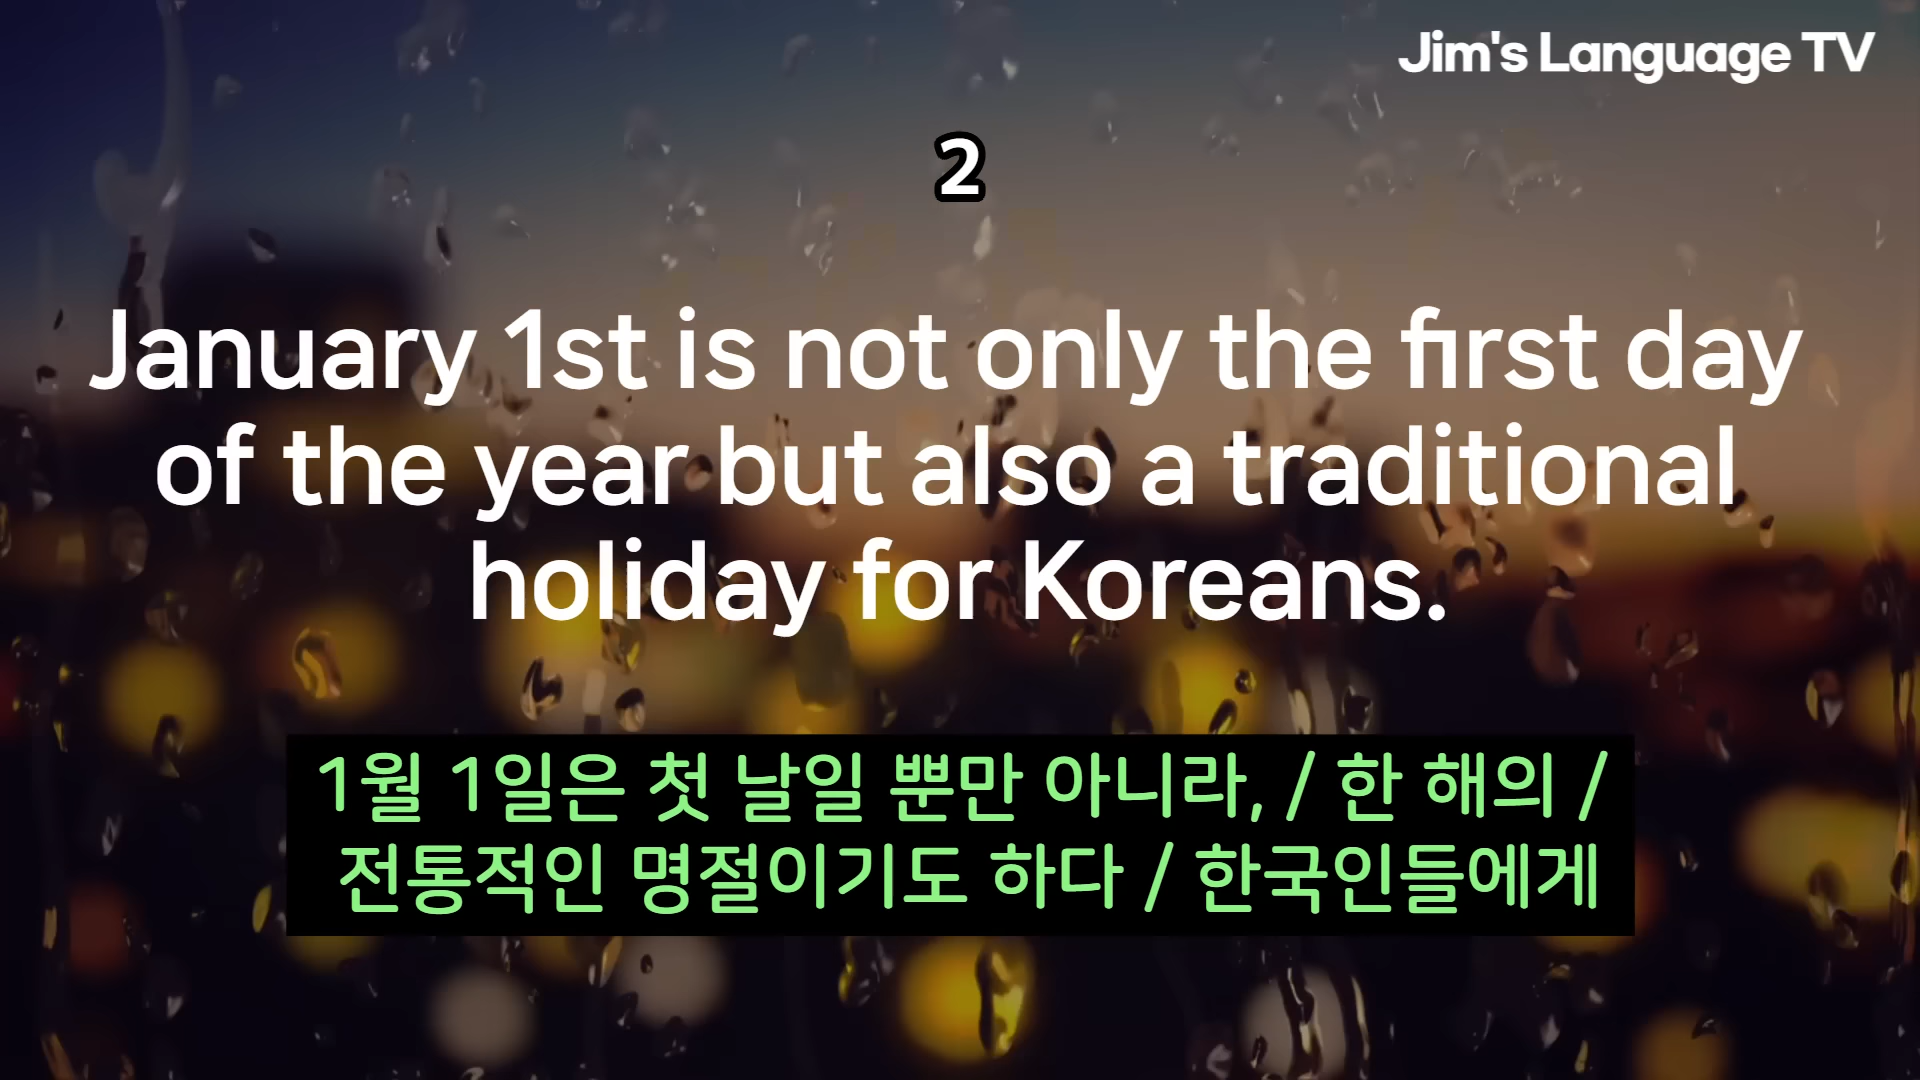 Jim's Language TV
2
January 1st is not only the first day
of the year but also a traditional
holiday for Koreans.
1월 1일은 첫 날일 뿐만 아니라, / 한 해의 /
전통적인 명절이기도 하다 / 한국인들에게